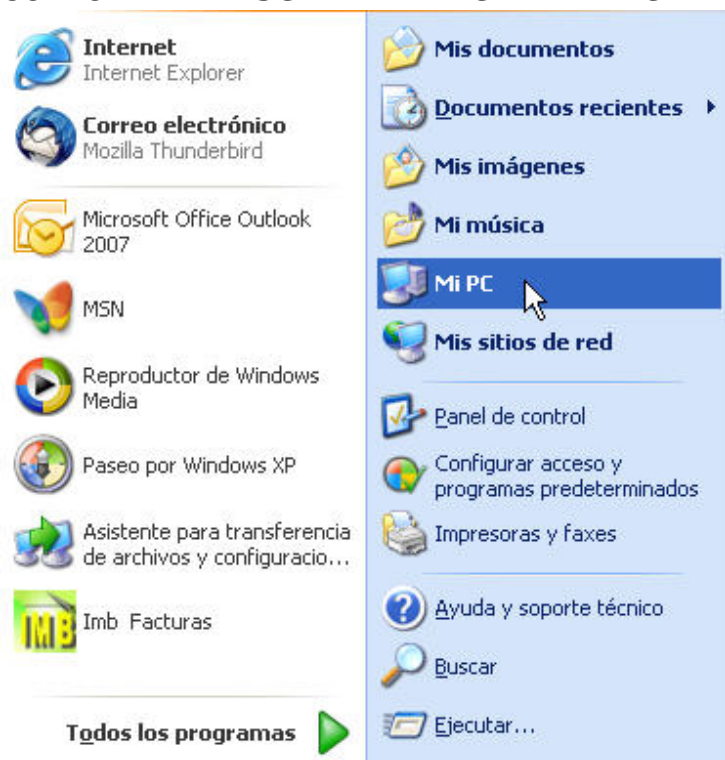 Internet
Internet Explorer
Correo electrónico
Mozilla Thunderbird
Microsoft Office Outlook
2007
MSN
Reproductor de Windows
Media
Paseo por Windows XP
Asistente para transferencia
de archivos y configuracio...
IMB
Imb Facturas
Todos los programas
Mis documentos
Documentos recientes
Mis imágenes
Mi música
Mi PC
Mis sitios de red
Panel de control
Configurar acceso y
programas predeterminados
Impresoras y faxes
Ayuda y soporte técnico
Buscar
Ejecutar...